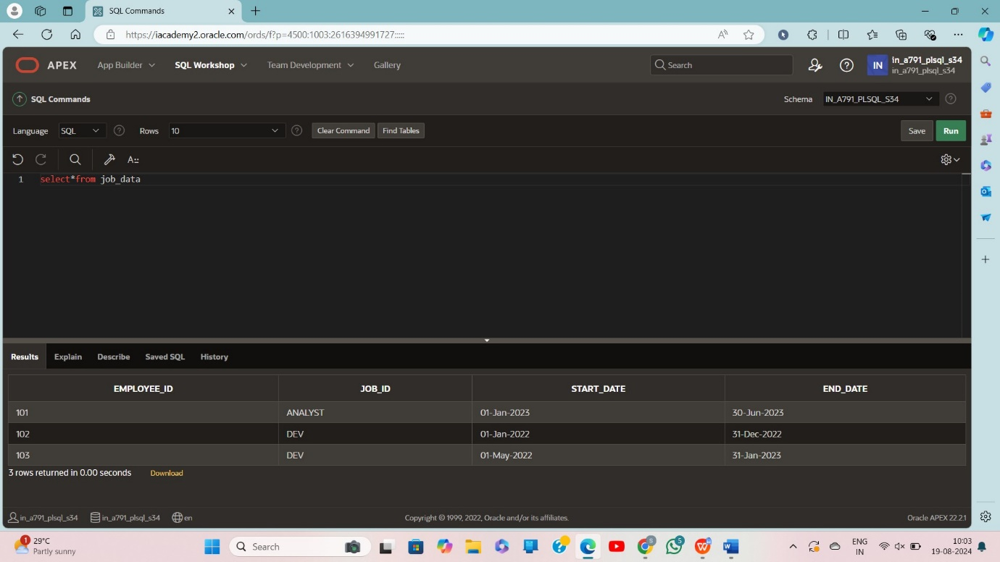 SQL Commands
https://iacademy2.oracle.com/ords/f?p=4500:1003:2616394991727:::::
APEX App Builder SQL Workshop Team Development Gallery Search IN in_a791_plsql_s34
in_a791_plsql_s34
SQL Commands Schema IN_A791_PLSQL_S34
Language SQL Rows 10 Clear Command Find Tables Save Run
A::
1 select*from job_data
Results Explain Describe Saved SQL History
EMPLOYEE_ID JOB_ID START_DATE END_DATE
101 ANALYST 01-Jan-2023 30-Jun-2023
102 DEV 01-Jan-2022 31-Dec-2022
103 DEV 01-May-2022 31-Jan-2023
3 rows returned in 0.00 seconds Download
in_a791_plsql_s34 in_a791_plsql_s34 en Copyright © 1999, 2022, Oracle and/or its affiliates. Oracle APEX 22.2.1
1 29°C
Partly sunny
Search
S 5
ENG
IN
10:03
19-08-2024